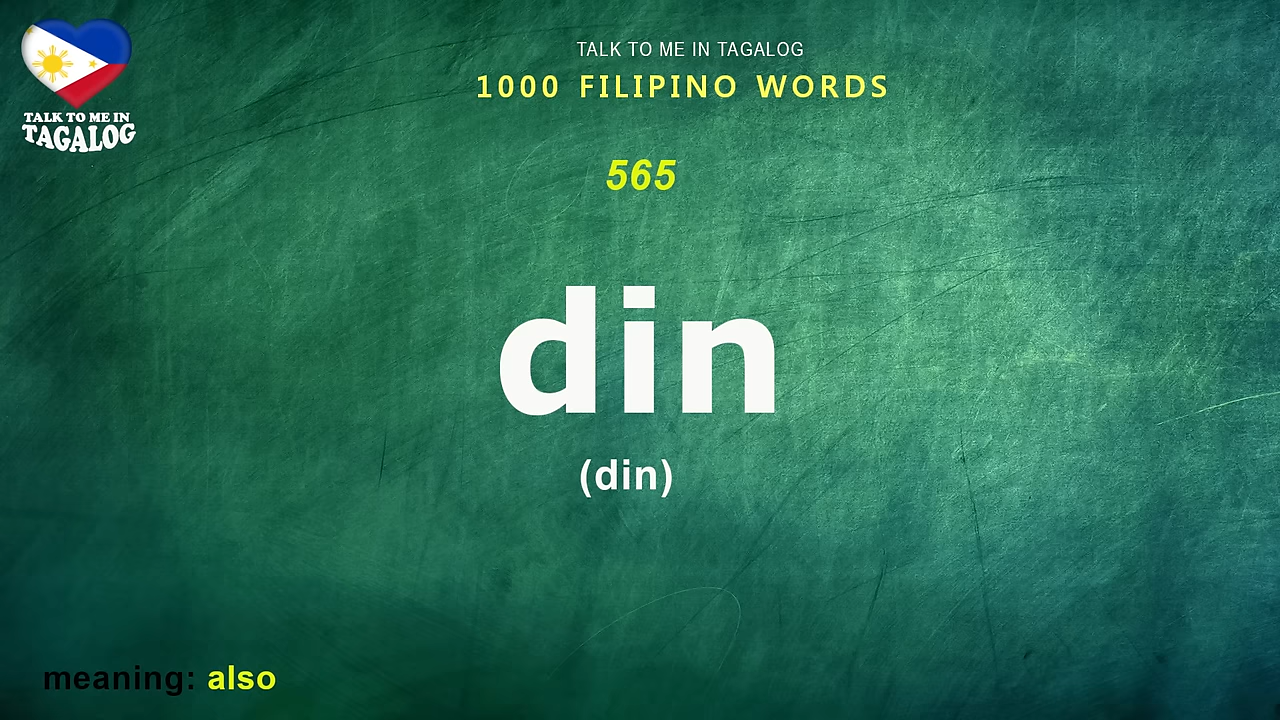 TALK TO ME IN
TAGALOG
TALK TO ME IN TAGALOG
1000 FILIPINO WORDS
565
din
(din)
meaning: also